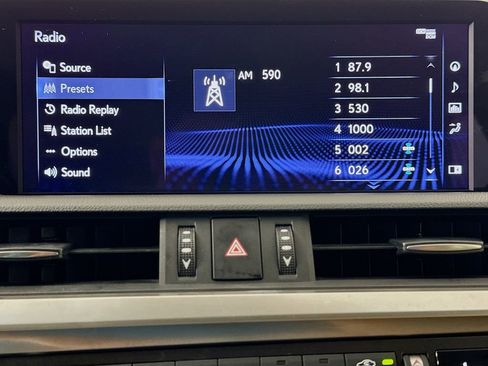 Radio
Source
Presets
Radio Replay
Station List
Options
Sound
AM 590
1 87.9
2 98.1
3 530
4 1000
5 002
6 026